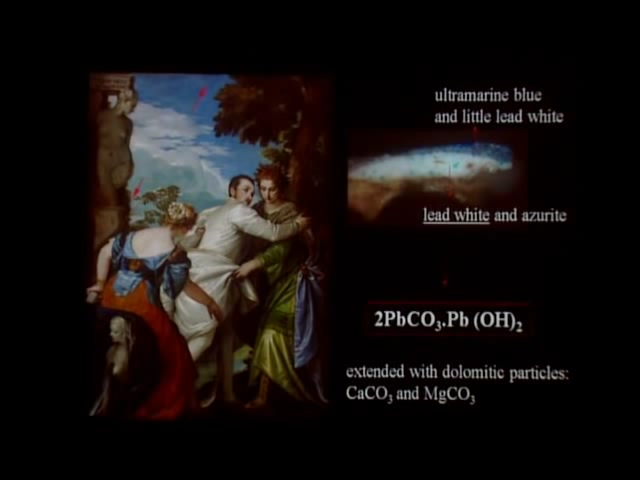 ultramarine blue
and little lead white
lead white and azurite
2PbCO₃.Pb (OH)₂
extended with dolomitic particles:
CaCO₃ and MgCO₃